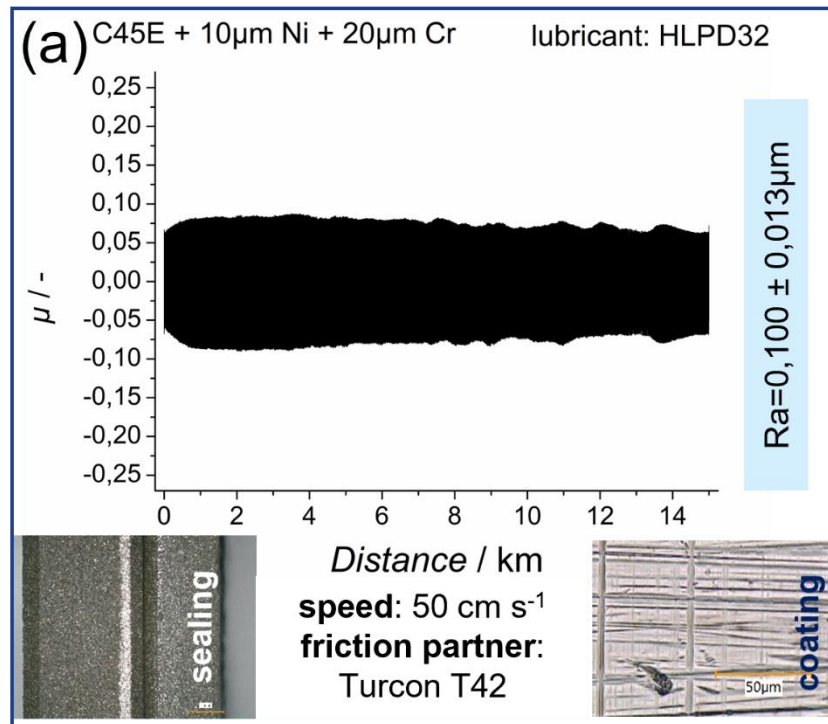 (a) C45E + 10µm Ni + 20µm Cr lubricant: HLPD32
0,25
0,20
0,15
0,10
0,05
0,00
-0,05
-0,10
-0,15
-0,20
-0,25
µ / -
0 2 4 6 8 10 12 14
Distance / km
speed: 50 cm s⁻¹
friction partner:
Turcon T42
Ra=0,100 ± 0,013µm
sealing
coating
50µm